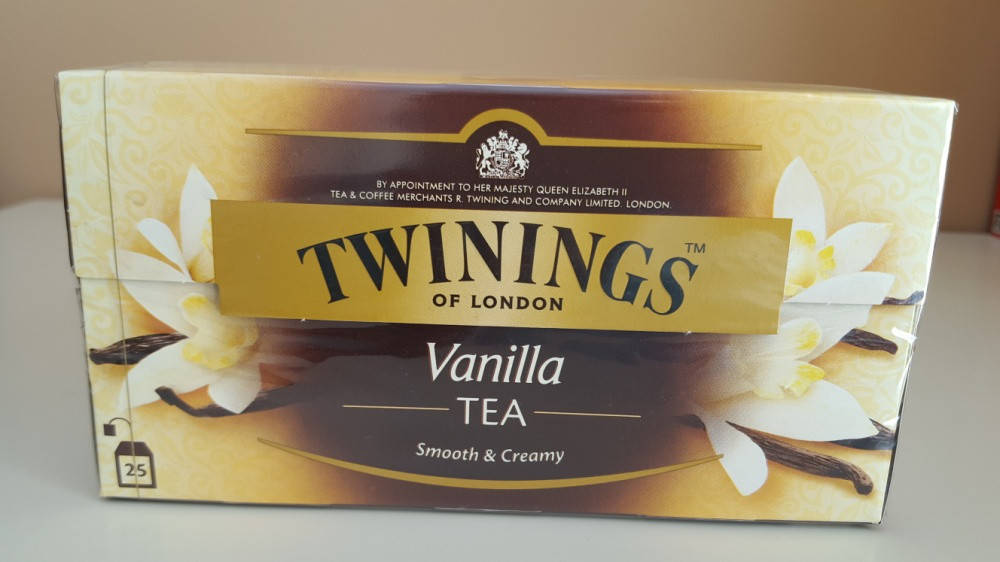 BY APPOINTMENT TO HER MAJESTY QUEEN ELIZABETH II
TEA & COFFEE MERCHANTS R. TWINING AND COMPANY LIMITED. LONDON.
TWININGS™
OF LONDON
Vanilla
TEA
Smooth & Creamy
25